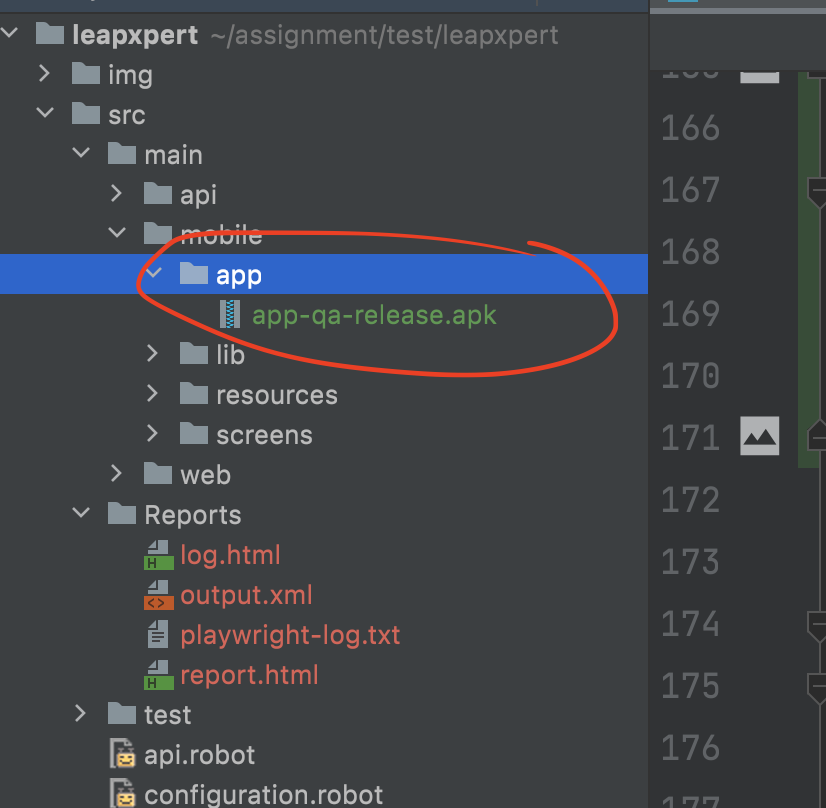 leapxpert ~/assignment/test/leapxpert
img
src
main
api
mobile
app
app-qa-release.apk
lib
resources
screens
web
Reports
log.html
output.xml
playwright-log.txt
report.html
test
api.robot
configuration.robot
166
167
168
169
170
171
172
173
174
175
176